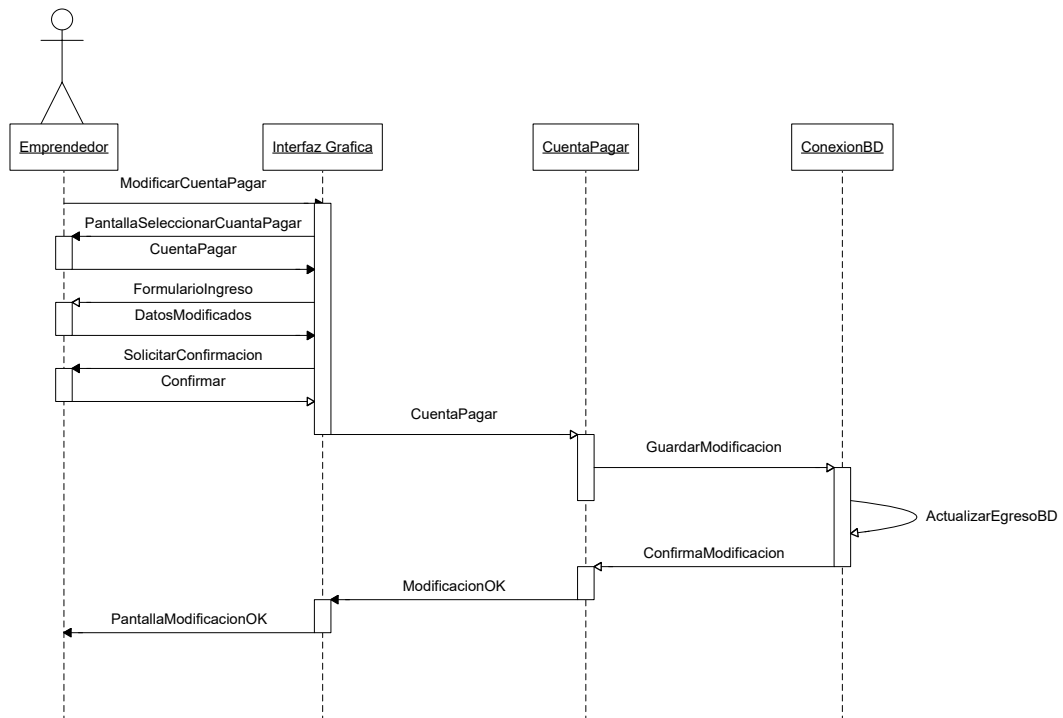 Emprendedor
Interfaz Grafica
CuentaPagar
ConexionBD
ModificarCuentaPagar
PantallaSeleccionarCuantaPagar
CuentaPagar
FormularioIngreso
DatosModificados
SolicitarConfirmacion
Confirmar
CuentaPagar
GuardarModificacion
ActualizarEgresoBD
ConfirmaModificacion
ModificacionOK
PantallaModificacionOK